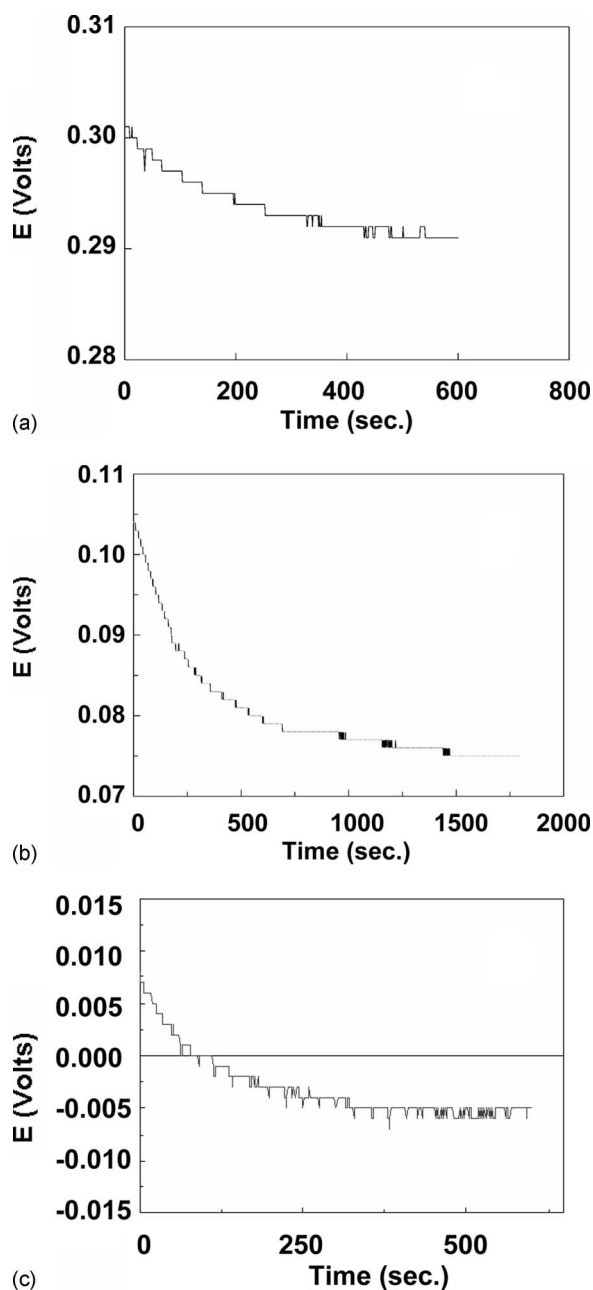 0.31
0.30
0.29
0.28
E (Volts)
0 200 400 600 800
Time (sec.)
(a)
0.11
0.10
0.09
0.08
0.07
E (Volts)
0 500 1000 1500 2000
Time (sec.)
(b)
0.015
0.010
0.005
0.000
-0.005
-0.010
-0.015
E (Volts)
0 250 500
Time (sec.)
(c)